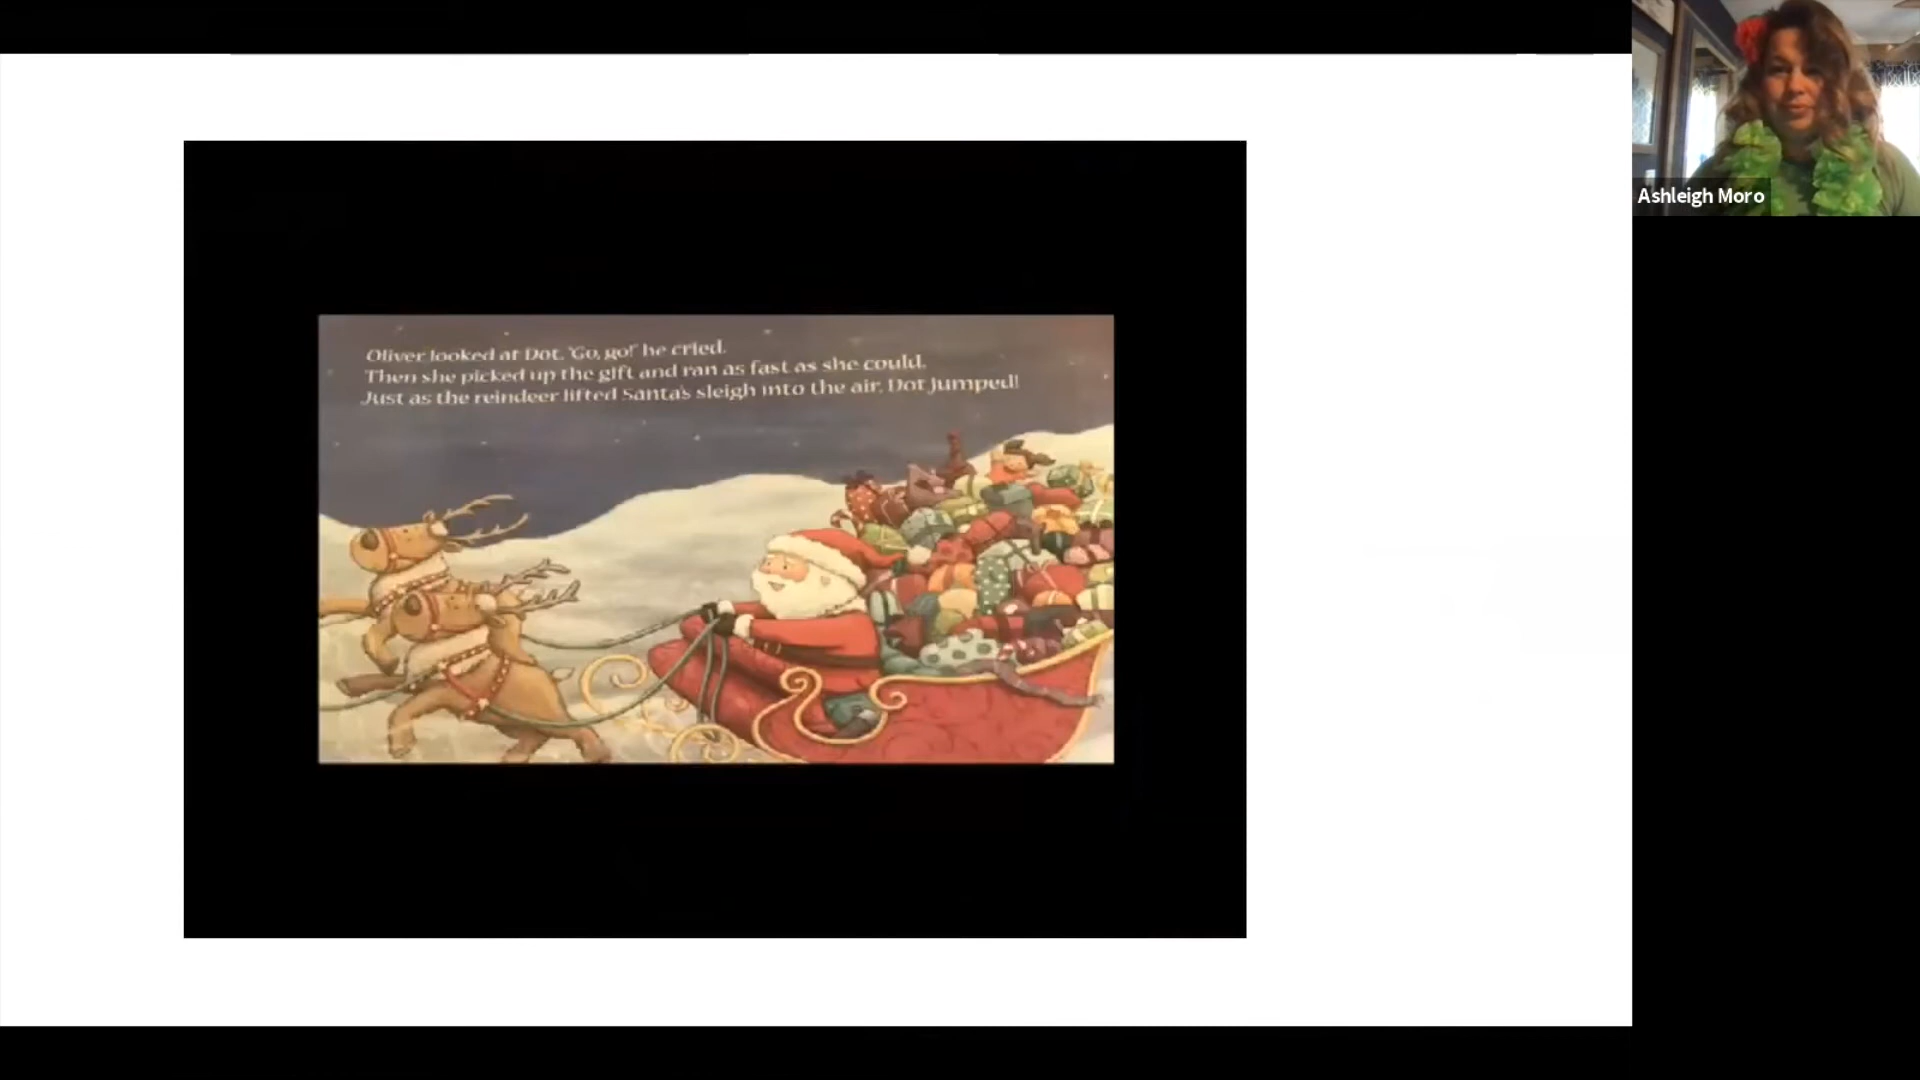 Oliver looked at Dot. "Go, go!" he cried.
Then she picked up the gift and ran as fast as she could.
Just as the reindeer lifted Santa's sleigh into the air, Dot jumped!
Ashleigh Moro